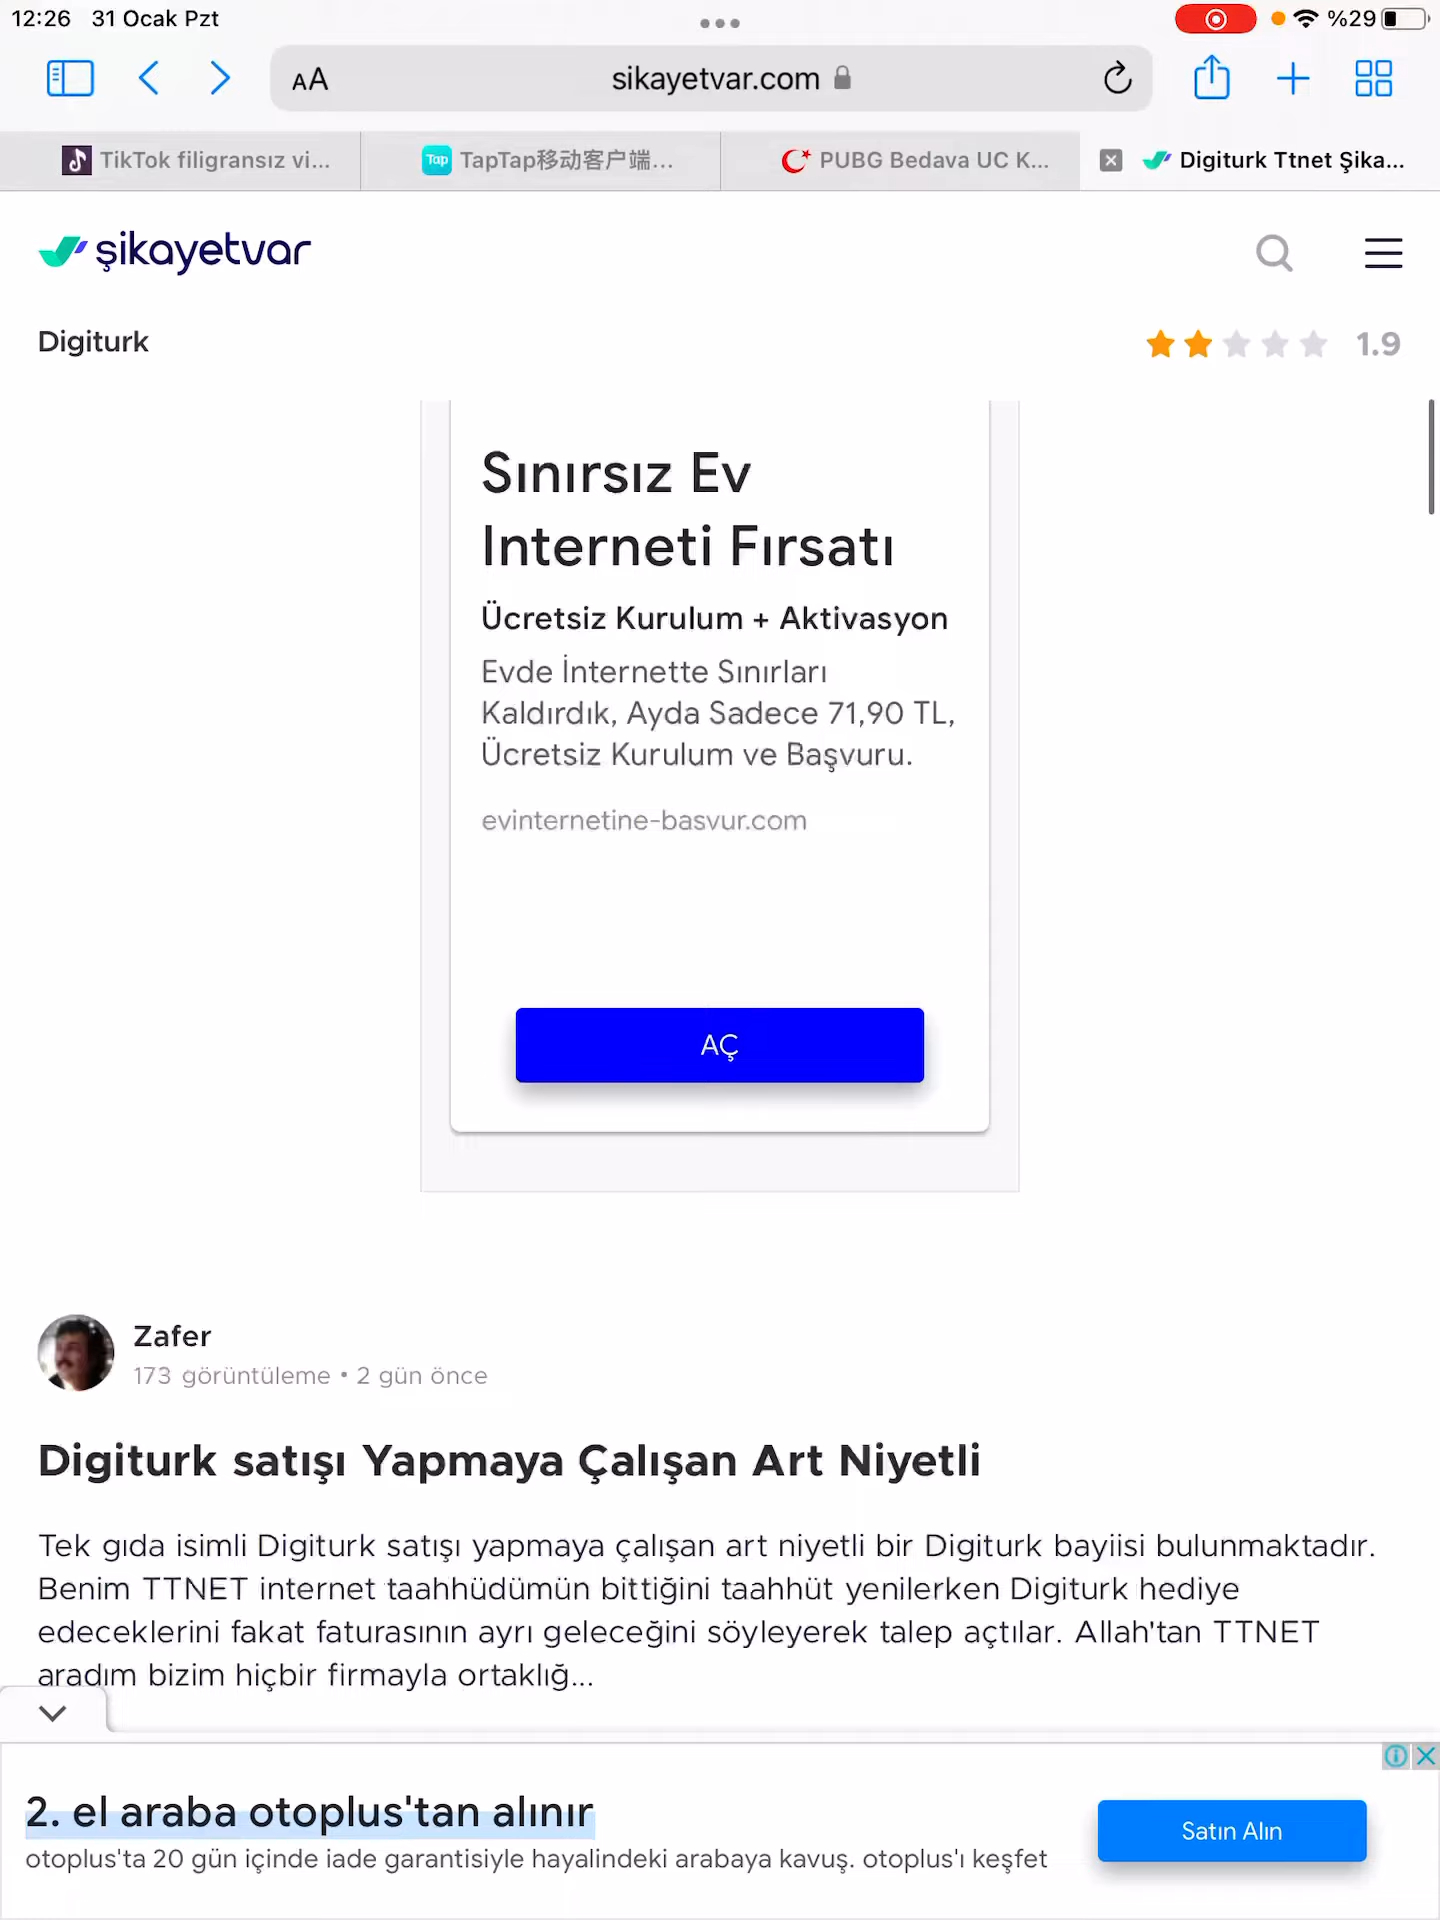 12:26 31 Ocak Pzt
%29
AA
sikayetvar.com
TikTok filigransız vi...
Tap
TapTap移动客户端...
PUBG Bedava UC K...
Digiturk Ttnet Şika...
şikayetvar
Digiturk
1.9
Sınırsız Ev
Interneti Fırsatı
Ücretsiz Kurulum + Aktivasyon
Evde İnternette Sınırları
Kaldırdık, Ayda Sadece 71,90 TL,
Ücretsiz Kurulum ve Başvuru.
evinternetine-basvur.com
AÇ
Zafer
173 görüntüleme • 2 gün önce
Digiturk satışı Yapmaya Çalışan Art Niyetli
Tek gıda isimli Digiturk satışı yapmaya çalışan art niyetli bir Digiturk bayiisi bulunmaktadır.
Benim TTNET internet taahhüdümün bittiğini taahhüt yenilerken Digiturk hediye
edeceklerini fakat faturasının ayrı geleceğini söyleyerek talep açtılar. Allah'tan TTNET
aradım bizim hiçbir firmayla ortaklığ...
2. el araba otoplus'tan alınır
otoplus'ta 20 gün içinde iade garantisiyle hayalindeki arabaya kavuş. otoplus'ı keşfet
Satın Alın